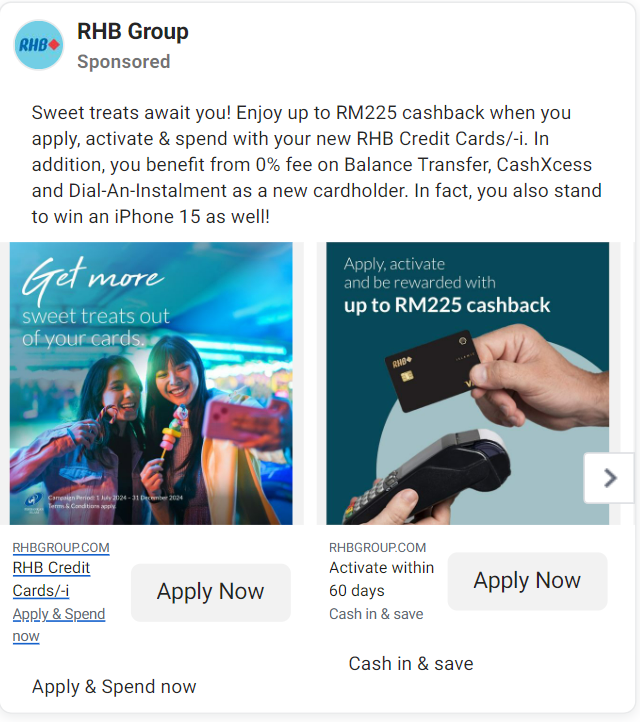 RHB
RHB Group
Sponsored
Sweet treats await you! Enjoy up to RM225 cashback when you
apply, activate & spend with your new RHB Credit Cards/-i. In
addition, you benefit from 0% fee on Balance Transfer, CashXcess
and Dial-An-Instalment as a new cardholder. In fact, you also stand
to win an iPhone 15 as well!
Get more
sweet treats out
of your cards.
Campaign Period: 1 July 2024 – 31 December 2024
Terms & Conditions apply.
Apply, activate
and be rewarded with
up to RM225 cashback
RHB
RHBGROUP.COM
RHB Credit
Cards/-i
Apply & Spend
now
Apply Now
Apply & Spend now
RHBGROUP.COM
Activate within
60 days
Cash in & save
Apply Now
Cash in & save